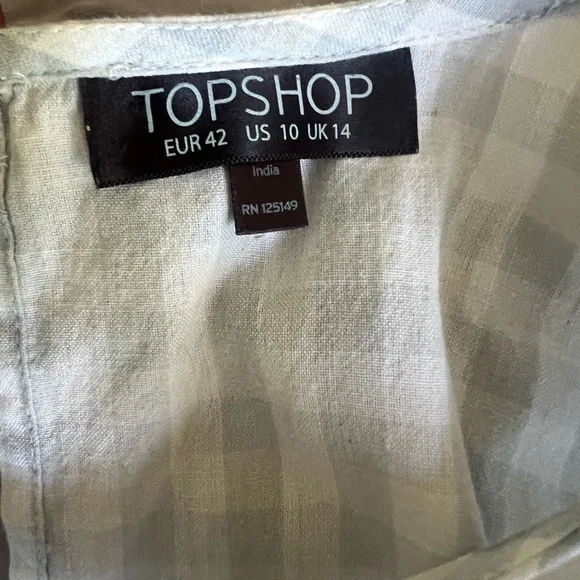 TOPSHOP
EUR 42 US 10 UK 14
India
RN 125149